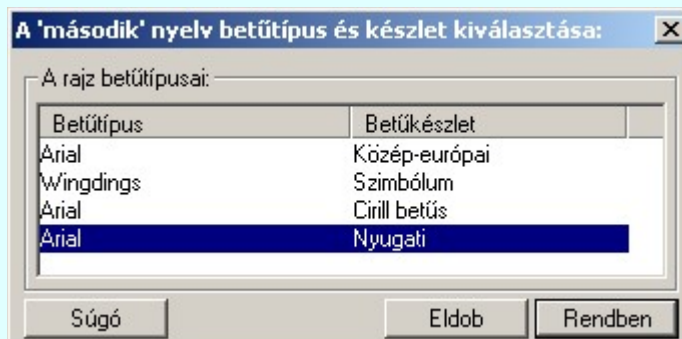 A 'második' nyelv betűtípus és készlet kiválasztása:
A rajz betűtípusai:
Betűtípus Betűkészlet
Arial Közép-európai
Wingdings Szimbólum
Arial Cirill betűs
Arial Nyugati
Súgó Eldob Rendben